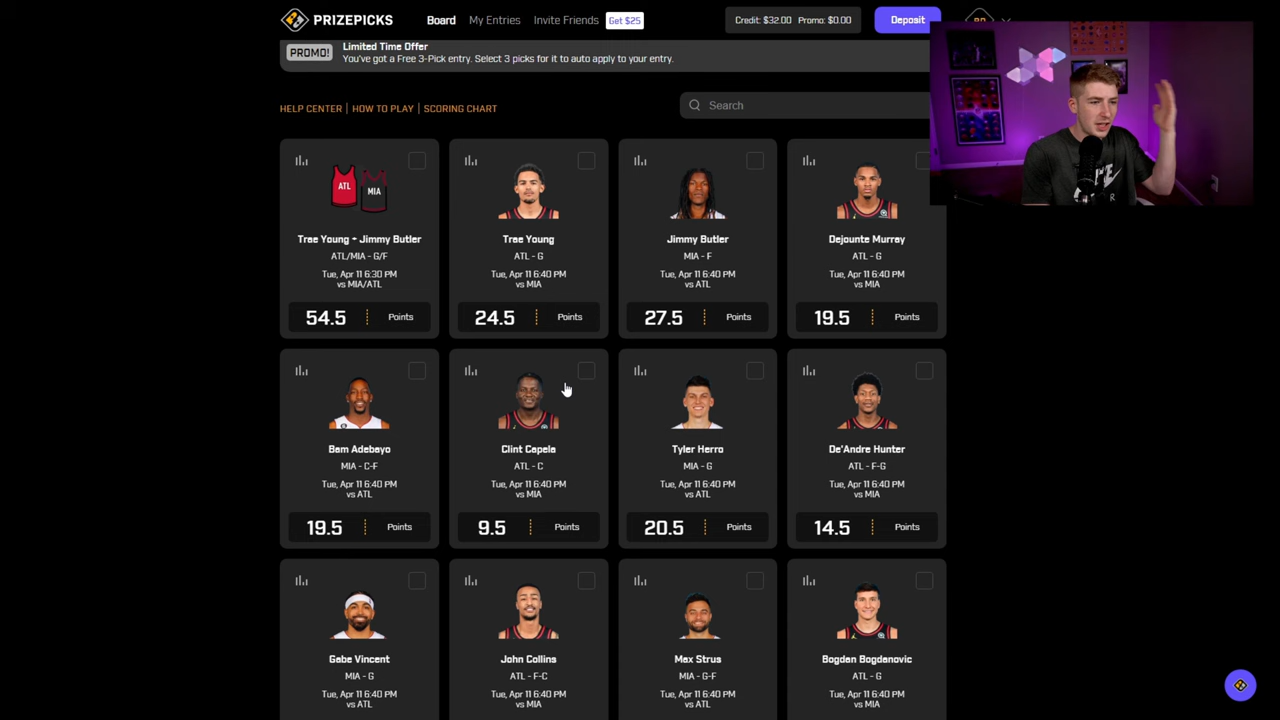 PRIZEPICKS
Board
My Entries
Invite Friends
Get $25
Credit: $32.00 Promo: $0.00
Deposit
PROMO!
Limited Time Offer
You've got a Free 3-Pick entry. Select 3 picks for it to auto apply to your entry.
HELP CENTER | HOW TO PLAY | SCORING CHART
Search
ATL
MIA
Trae Young + Jimmy Butler
ATL/MIA - G/F
Tue, Apr 11 6:30 PM
vs MIA/ATL
54.5 Points
Trae Young
ATL - G
Tue, Apr 11 6:40 PM
vs MIA
24.5 Points
Jimmy Butler
MIA - F
Tue, Apr 11 6:40 PM
vs ATL
27.5 Points
Dejounte Murray
ATL - G
Tue, Apr 11 6:40 PM
vs MIA
19.5 Points
Bam Adebayo
MIA - C-F
Tue, Apr 11 6:40 PM
vs ATL
19.5 Points
Clint Capela
ATL - C
Tue, Apr 11 6:40 PM
vs MIA
9.5 Points
Tyler Herro
MIA - G
Tue, Apr 11 6:40 PM
vs ATL
20.5 Points
De'Andre Hunter
ATL - F-G
Tue, Apr 11 6:40 PM
vs MIA
14.5 Points
Gabe Vincent
MIA - G
Tue, Apr 11 6:40 PM
vs ATL
John Collins
ATL - F-C
Tue, Apr 11 6:40 PM
vs MIA
Max Strus
MIA - G-F
Tue, Apr 11 6:40 PM
vs ATL
Bogdan Bogdanovic
ATL - G
Tue, Apr 11 6:40 PM
vs MIA